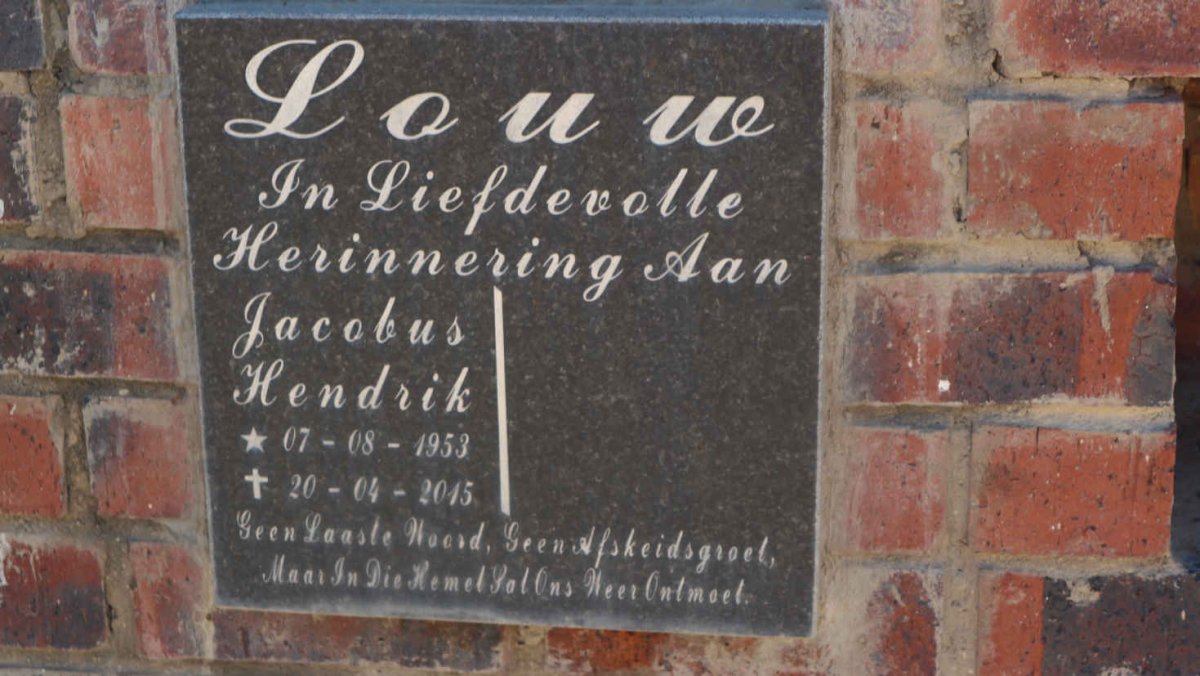 Louw
In Liefdevolle
Herinnering Aan
Jacobus
Hendrik
★ 07 - 08 - 1953
✝ 20 - 04 - 2015
Geen Laaste Woord, Geen Afskeidsgroet,
Maar In Die Hemel Sal Ons Weer Ontmoet.